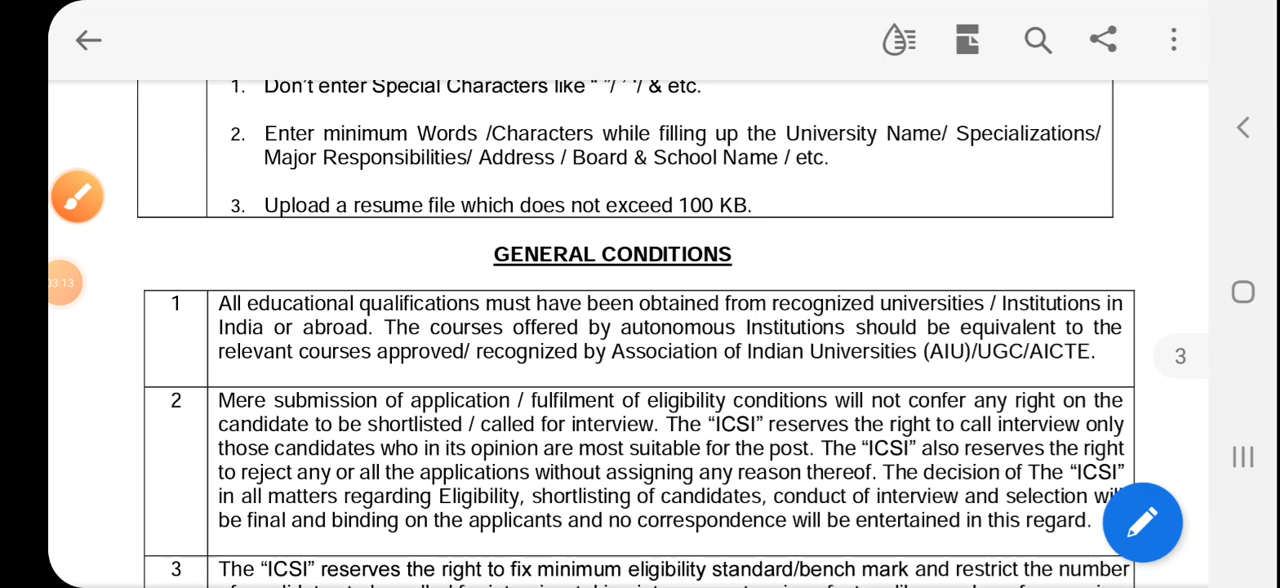 1. Don't enter Special Characters like “ ”/ ‘ ’/ & etc.
2. Enter minimum Words /Characters while filling up the University Name/ Specializations/
Major Responsibilities/ Address / Board & School Name / etc.
3. Upload a resume file which does not exceed 100 KB.
03:13
GENERAL CONDITIONS
1 All educational qualifications must have been obtained from recognized universities / Institutions in
India or abroad. The courses offered by autonomous Institutions should be equivalent to the
relevant courses approved/ recognized by Association of Indian Universities (AIU)/UGC/AICTE.
3
2 Mere submission of application / fulfilment of eligibility conditions will not confer any right on the
candidate to be shortlisted / called for interview. The “ICSI” reserves the right to call interview only
those candidates who in its opinion are most suitable for the post. The “ICSI” also reserves the right
to reject any or all the applications without assigning any reason thereof. The decision of The “ICSI”
in all matters regarding Eligibility, shortlisting of candidates, conduct of interview and selection will
be final and binding on the applicants and no correspondence will be entertained in this regard.
3 The “ICSI” reserves the right to fix minimum eligibility standard/bench mark and restrict the number